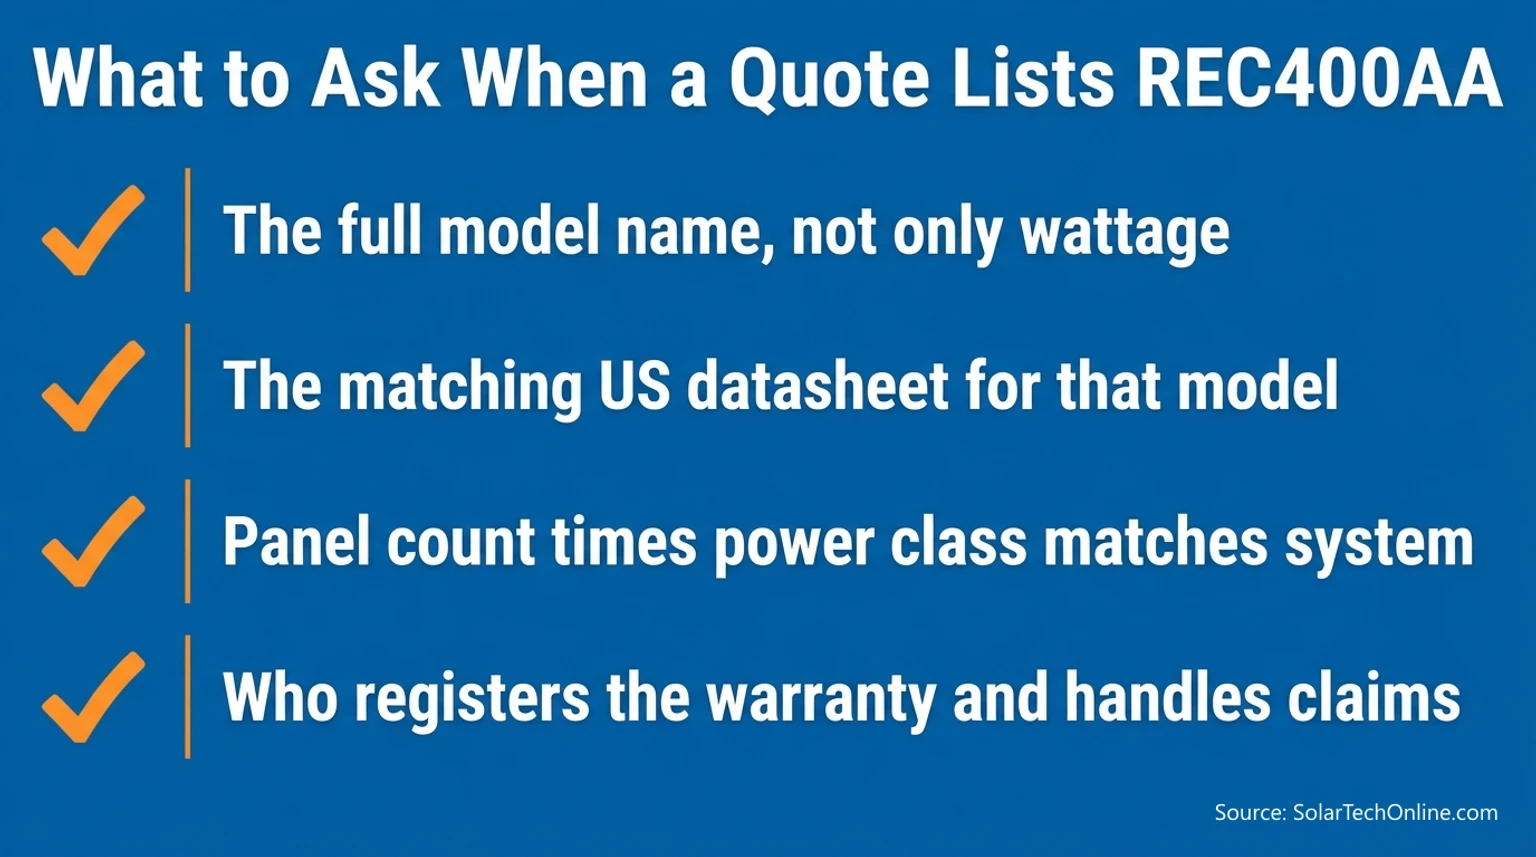 What to Ask When a Quote Lists REC400AA
The full model name, not only wattage
The matching US datasheet for that model
Panel count times power class matches system
Who registers the warranty and handles claims
Source: SolarTechOnline.com